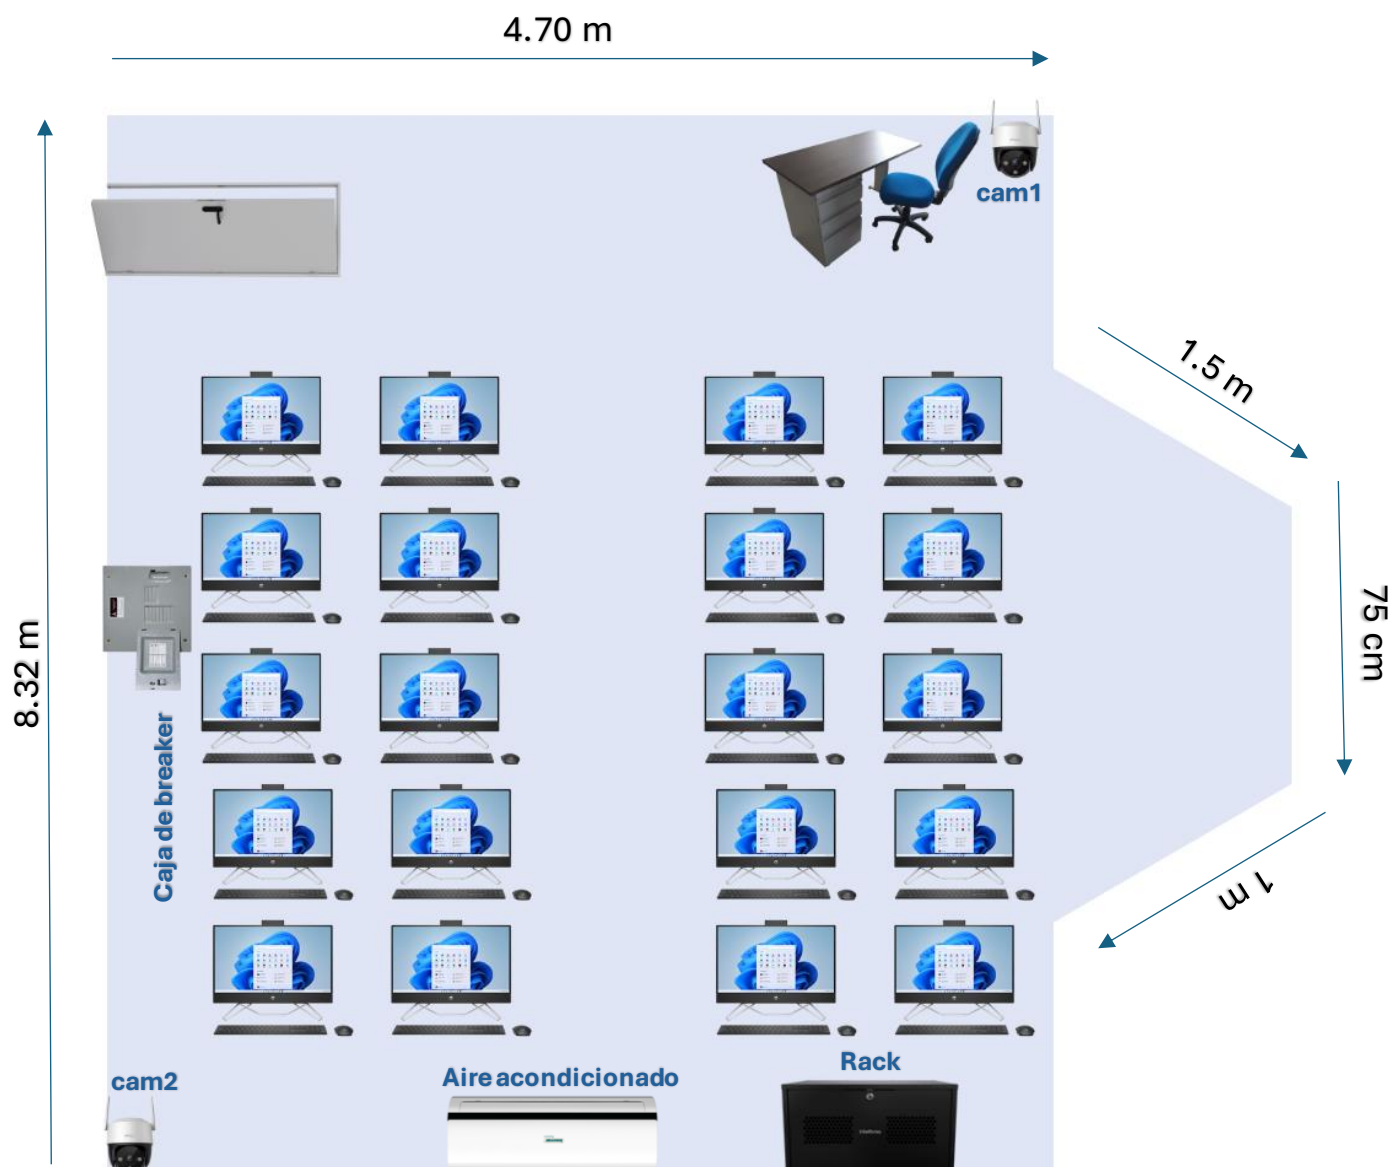 4.70 m
cam1
1.5 m
8.32 m
75 cm
Caja de breaker
1 m
Rack
Aire acondicionado
cam2